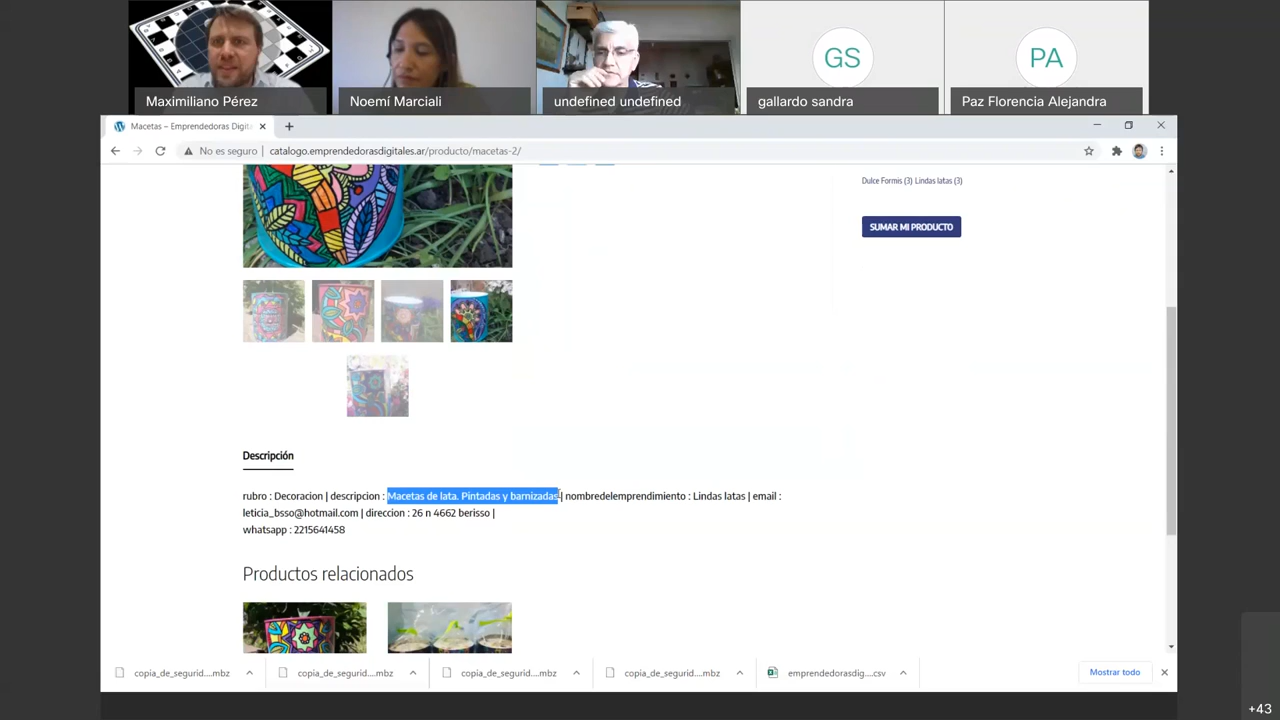 Maximiliano Pérez
Noemí Marciali
undefined undefined
GS
gallardo sandra
PA
Paz Florencia Alejandra
Macetas – Emprendedoras Digita
No es seguro | catalogo.emprendedorasdigitales.ar/producto/macetas-2/
Dulce Formis (3) Lindas latas (3)
SUMAR MI PRODUCTO
Descripción
rubro : Decoracion | descripcion : Macetas de lata. Pintadas y barnizadas | nombredelemprendimiento : Lindas latas | email :
leticia_bsso@hotmail.com | direccion : 26 n 4662 berisso |
whatsapp : 2215641458
Productos relacionados
copia_de_segurid....mbz
copia_de_segurid....mbz
copia_de_segurid....mbz
copia_de_segurid....mbz
emprendedorasdig....csv
Mostrar todo
+43